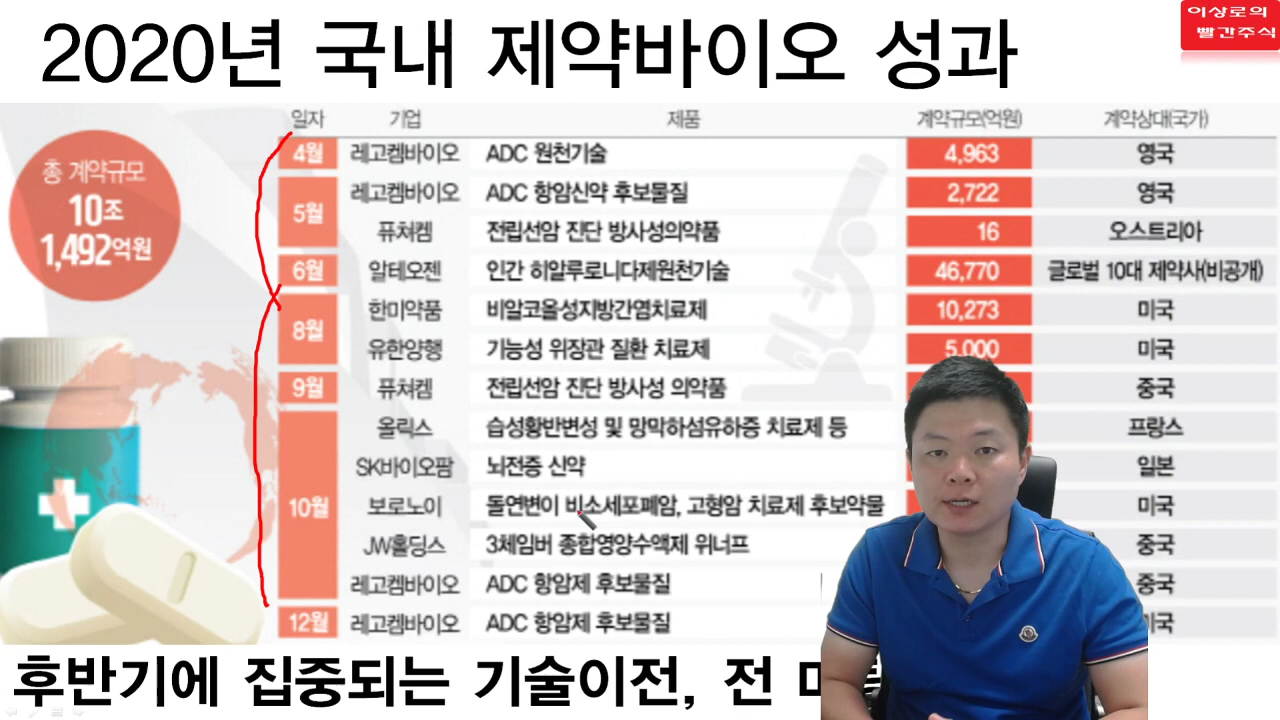 2020년 국내 제약바이오 성과
이상로의
빨간주식
총 계약규모
10조
1,492억원
일자 기업 제품 계약규모(억원) 계약상대(국가)
4월 레고켐바이오 ADC 원천기술 4,963 영국
5월 레고켐바이오 ADC 항암신약 후보물질 2,722 영국
퓨쳐켐 전립선암 진단 방사성의약품 16 오스트리아
6월 알테오젠 인간 히알루로니다제원천기술 46,770 글로벌 10대 제약사(비공개)
8월 한미약품 비알코올성지방간염치료제 10,273 미국
유한양행 기능성 위장관 질환 치료제 5,000 미국
9월 퓨쳐켐 전립선암 진단 방사성 의약품 중국
10월 올릭스 습성황반변성 및 망막하섬유하증 치료제 등 프랑스
SK바이오팜 뇌전증 신약 일본
보로노이 돌연변이 비소세포폐암, 고형암 치료제 후보약물 미국
JW홀딩스 3체임버 종합영양수액제 위너프 중국
레고켐바이오 ADC 항암제 후보물질 중국
12월 레고켐바이오 ADC 항암제 후보물질
후반기에 집중되는 기술이전, 전